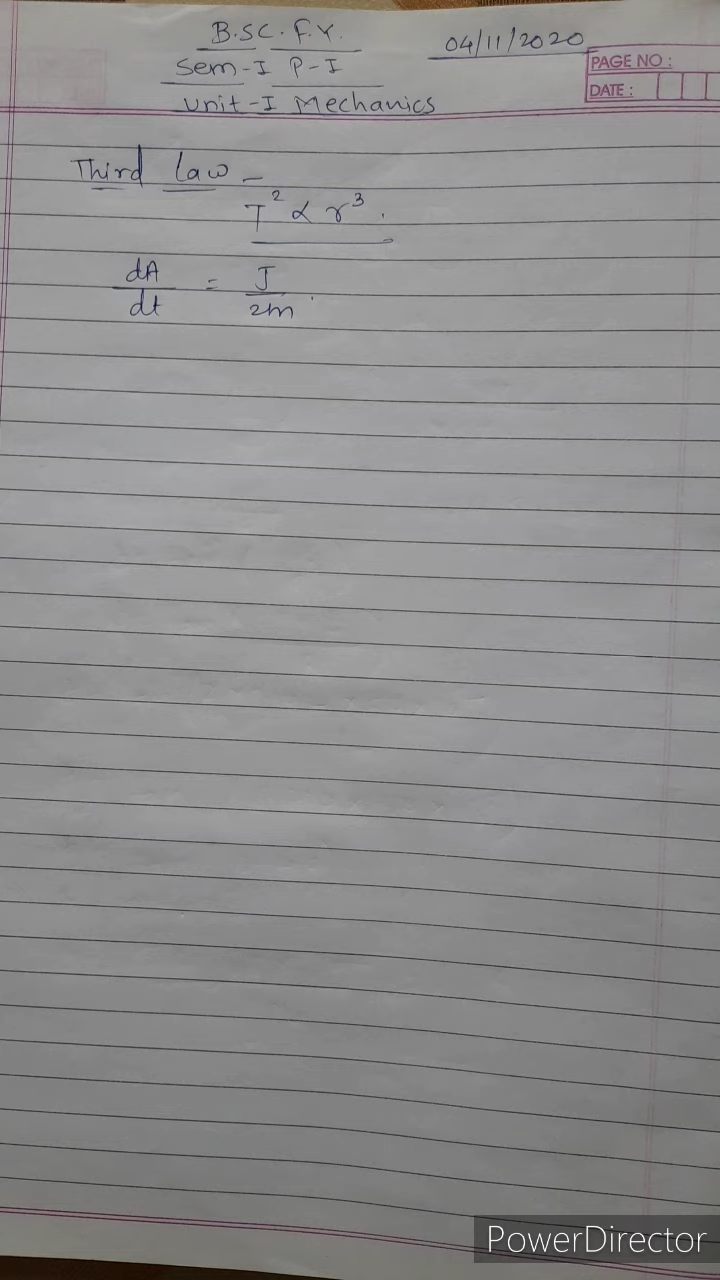 B.SC. F.Y. 04/11/2020
Sem-I P-I
Unit-I Mechanics
PAGE NO :
DATE :
Third law -
T² ∝ r³.
dA/dt = J/2m.
PowerDirector